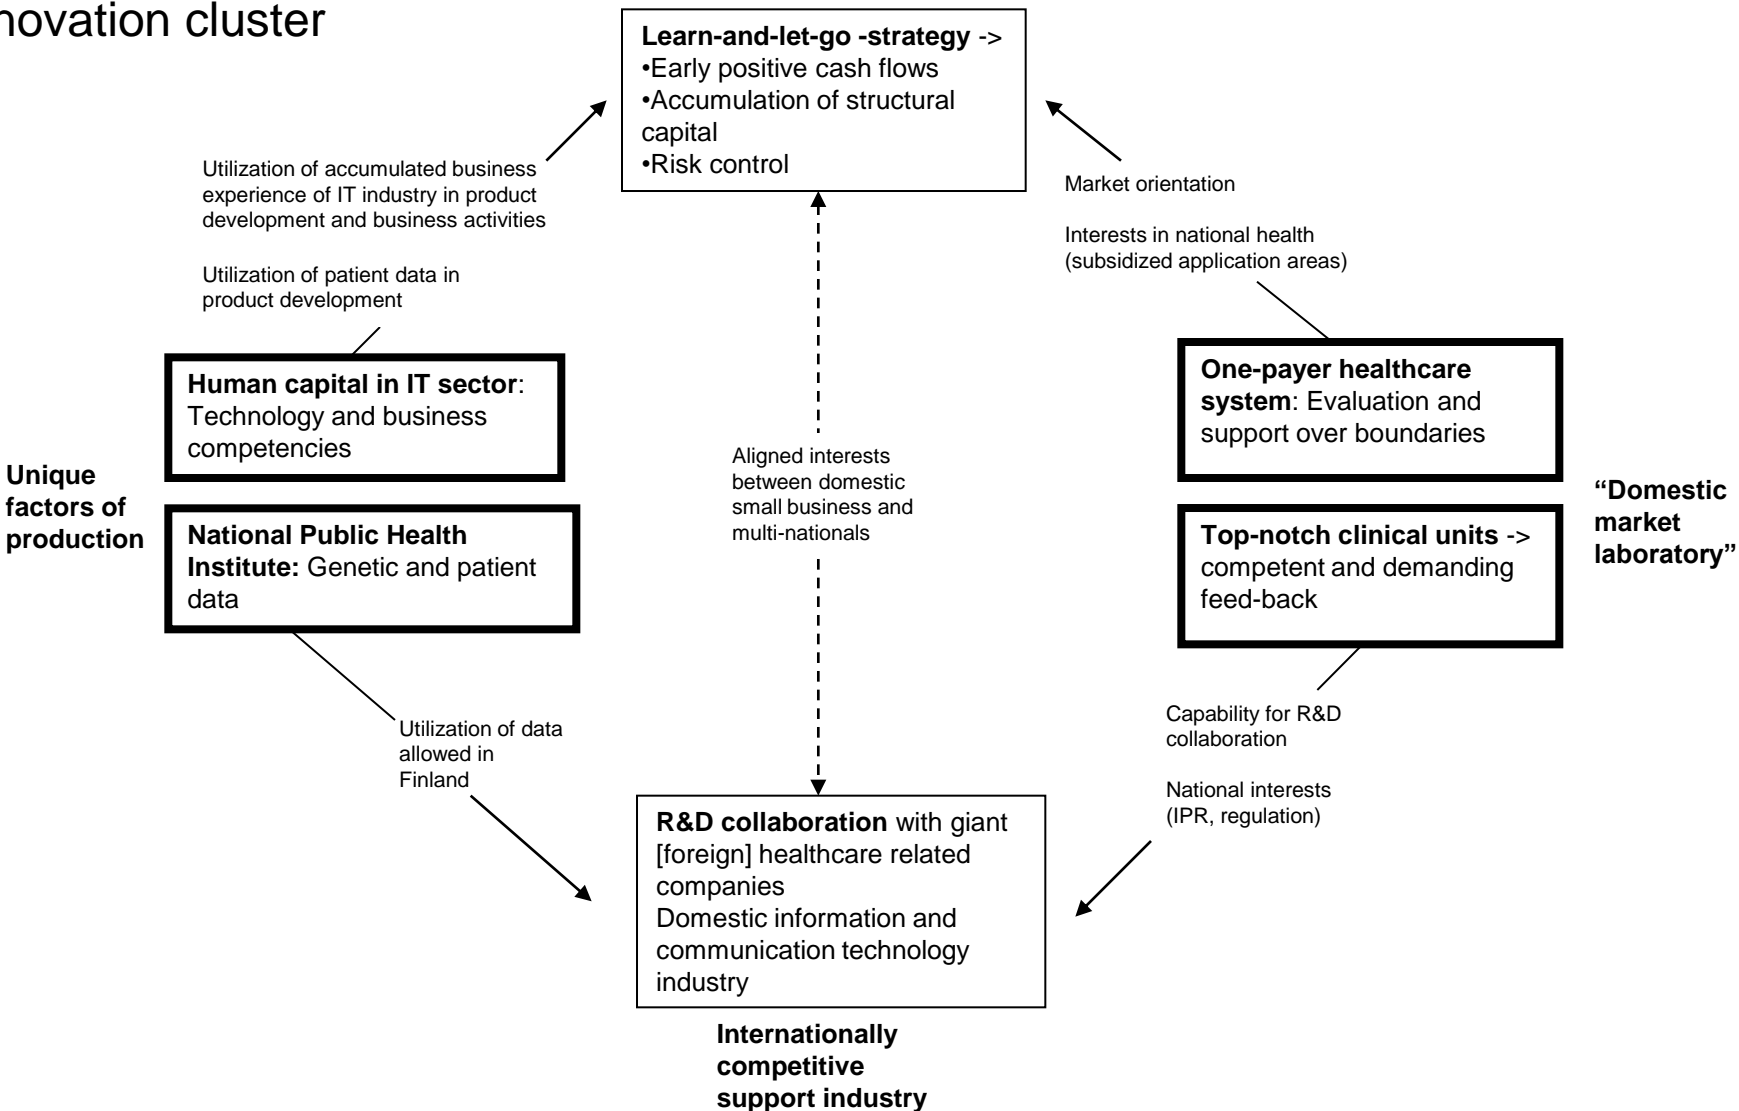 novation cluster
Learn-and-let-go -strategy ->
•Early positive cash flows
•Accumulation of structural
capital
•Risk control
Utilization of accumulated business
experience of IT industry in product
development and business activities
Utilization of patient data in
product development
Market orientation
Interests in national health
(subsidized application areas)
Human capital in IT sector:
Technology and business
competencies
Unique
factors of
production
National Public Health
Institute: Genetic and patient
data
Aligned interests
between domestic
small business and
multi-nationals
One-payer healthcare
system: Evaluation and
support over boundaries
Top-notch clinical units ->
competent and demanding
feed-back
“Domestic
market
laboratory”
Utilization of data
allowed in
Finland
Capability for R&D
collaboration
National interests
(IPR, regulation)
R&D collaboration with giant
[foreign] healthcare related
companies
Domestic information and
communication technology
industry
Internationally
competitive
support industry